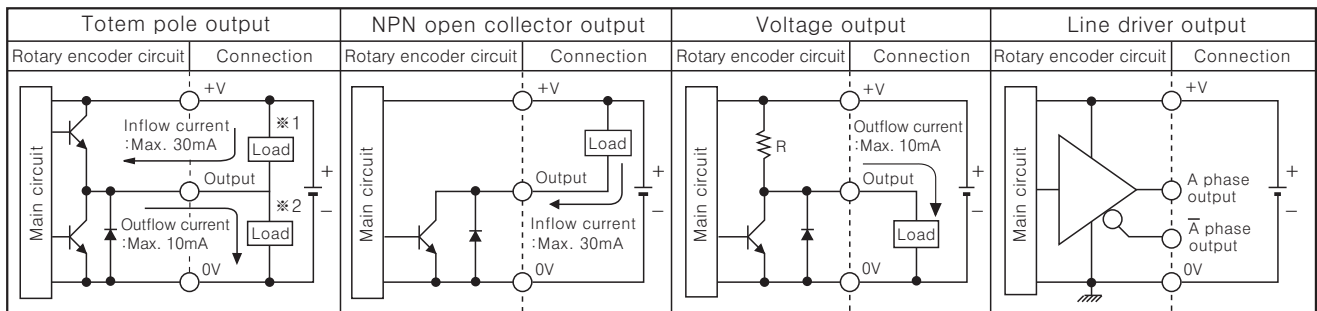 Totem pole output
NPN open collector output
Voltage output
Line driver output
Rotary encoder circuit
Connection
Rotary encoder circuit
Connection
Rotary encoder circuit
Connection
Rotary encoder circuit
Connection
Main circuit
+V
Inflow current
:Max. 30mA
※1
Load
Output
Outflow current
:Max. 10mA
※2
Load
0V
+
−
Main circuit
+V
Load
Output
Inflow current
:Max. 30mA
0V
+
−
Main circuit
+V
R
Outflow current
:Max. 10mA
Output
Load
0V
+
−
Main circuit
+V
A phase
output
A̅ phase
output
0V
+
−